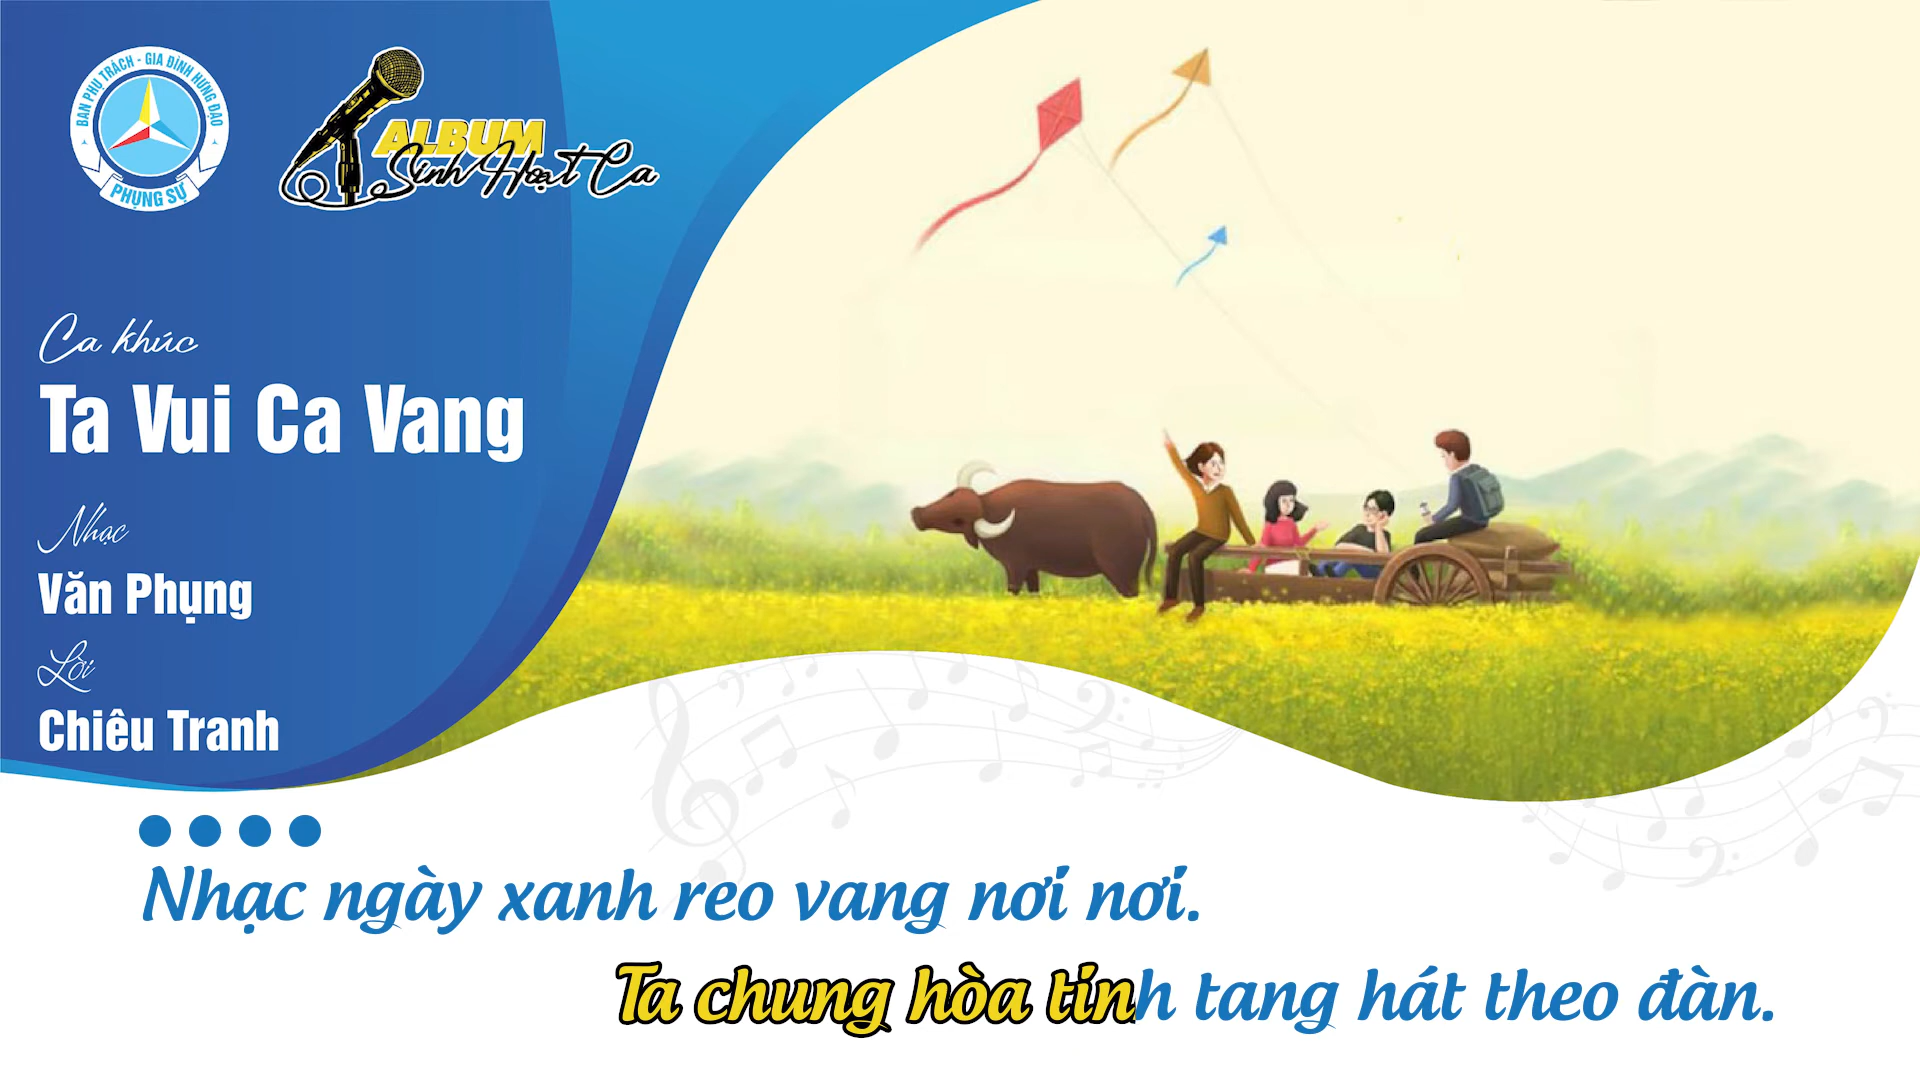 BAN PHỤ TRÁCH - GIA ĐÌNH HƯNG ĐẠO
PHỤNG SỰ
ALBUM
Sinh Hoạt Ca
Ca khúc
Ta Vui Ca Vang
Nhạc
Văn Phụng
Lời
Chiêu Tranh
Nhạc ngày xanh reo vang nơi nơi.
Ta chung hòa tính tang hát theo đàn.